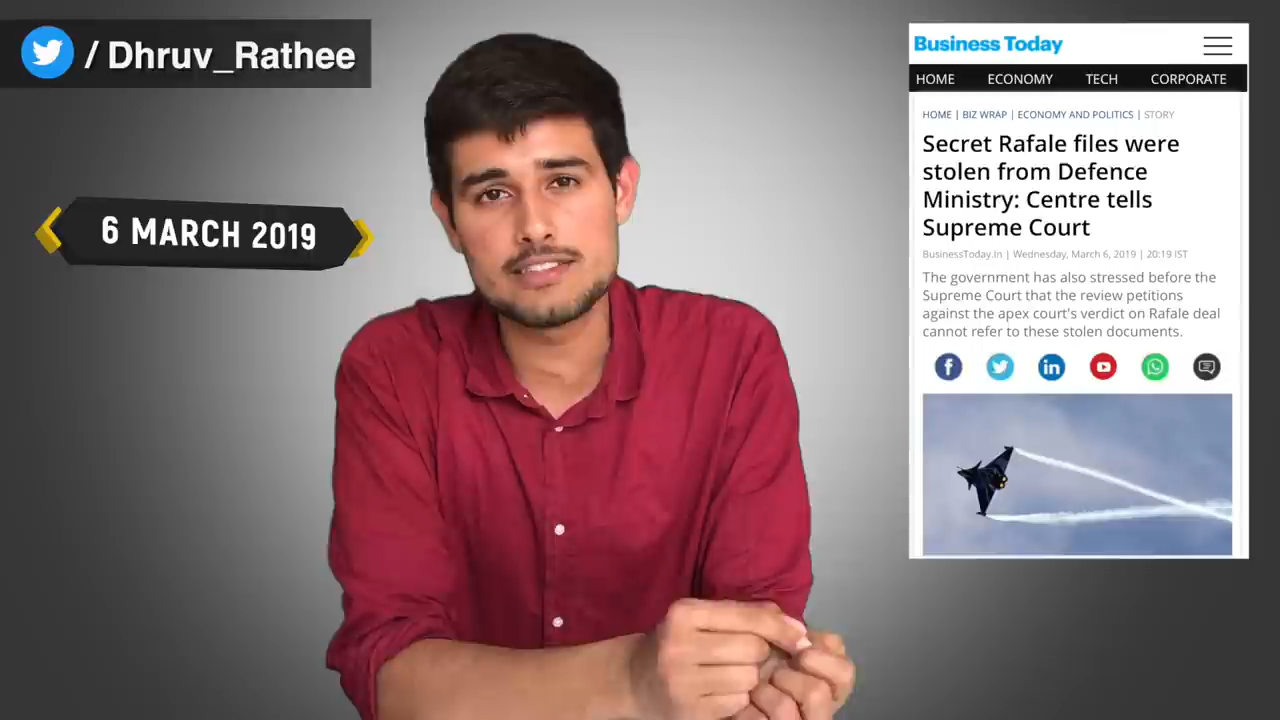 / Dhruv_Rathee
6 MARCH 2019
Business Today
HOME ECONOMY TECH CORPORATE
HOME | BIZ WRAP | ECONOMY AND POLITICS | STORY
Secret Rafale files were
stolen from Defence
Ministry: Centre tells
Supreme Court
BusinessToday.In | Wednesday, March 6, 2019 | 20:19 IST
The government has also stressed before the
Supreme Court that the review petitions
against the apex court's verdict on Rafale deal
cannot refer to these stolen documents.